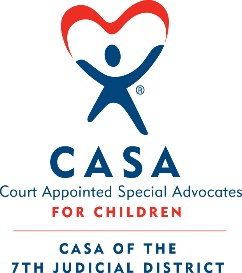 ®
CASA
Court Appointed Special Advocates
FOR CHILDREN
CASA OF THE
7TH JUDICIAL DISTRICT